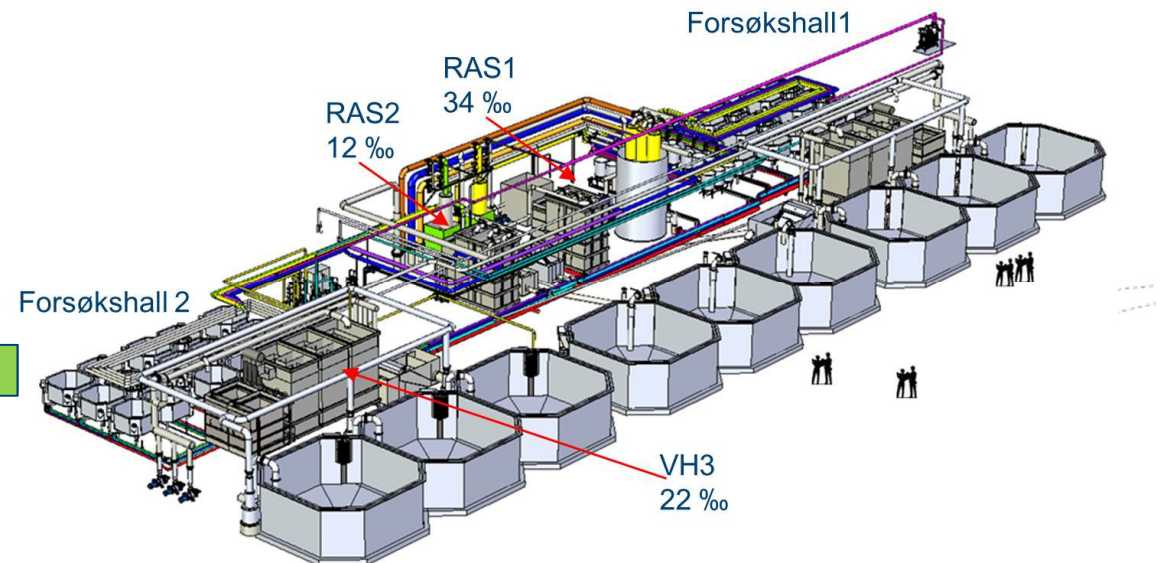 Forsøkshall1
RAS1
34 ‰
RAS2
12 ‰
Forsøkshall 2
VH3
22 ‰